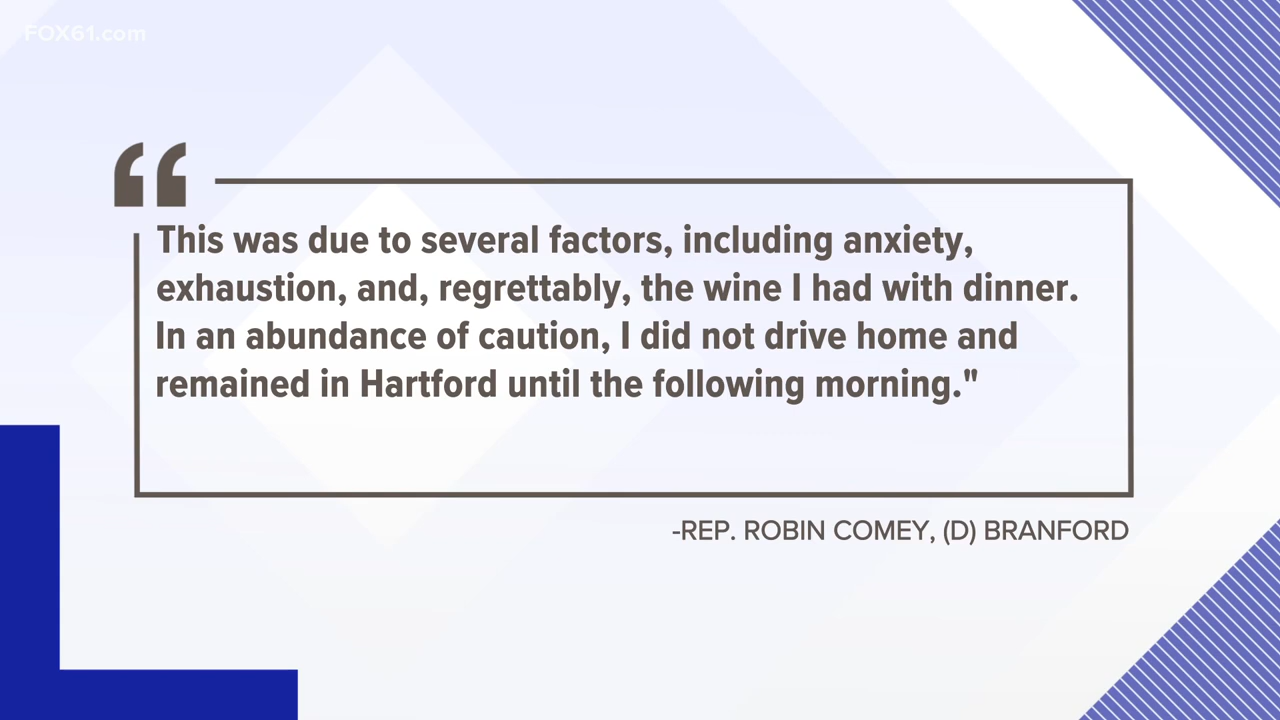 FOX61.com
“
This was due to several factors, including anxiety,
exhaustion, and, regrettably, the wine I had with dinner.
In an abundance of caution, I did not drive home and
remained in Hartford until the following morning."
-REP. ROBIN COMEY, (D) BRANFORD